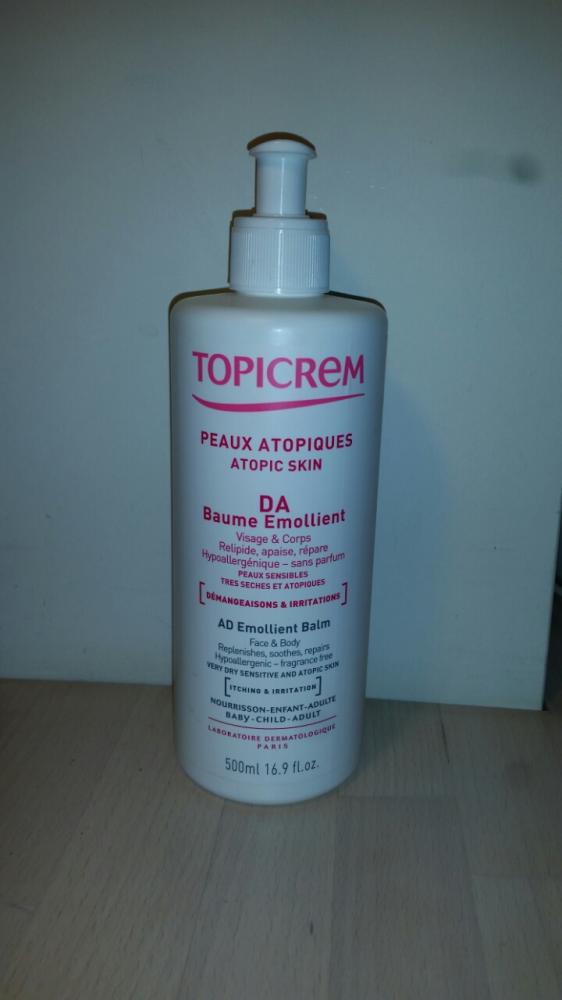 TOPICREM
PEAUX ATOPIQUES
ATOPIC SKIN
DA
Baume Emollient
Visage & Corps
Relipide, apaise, répare
Hypoallergénique – sans parfum
PEAUX SENSIBLES
TRES SECHES ET ATOPIQUES
[DÉMANGEAISONS & IRRITATIONS]
AD Emollient Balm
Face & Body
Replenishes, soothes, repairs
Hypoallergenic – fragrance free
VERY DRY SENSITIVE AND ATOPIC SKIN
[ITCHING & IRRITATION]
NOURRISSON-ENFANT-ADULTE
BABY-CHILD-ADULT
LABORATOIRE DERMATOLOGIQUE
PARIS
500ml 16.9 fl.oz.